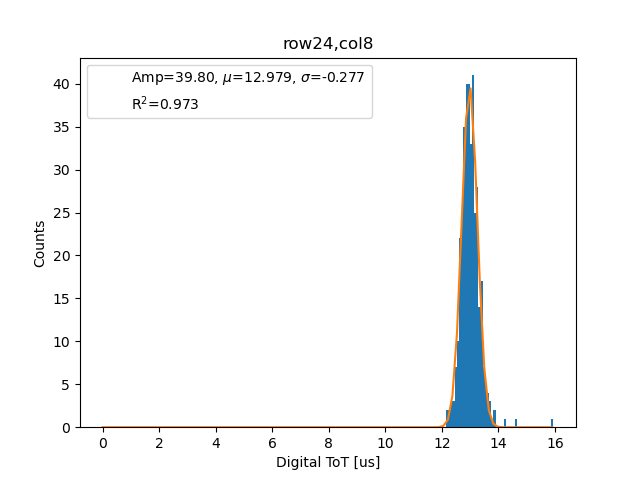 row24,col8
Amp=39.80, μ=12.979, σ=-0.277
R²=0.973
Counts
40
35
30
25
20
15
10
5
0
0 2 4 6 8 10 12 14 16
Digital ToT [us]